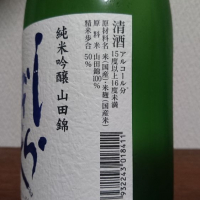 清酒
アルコール分
15度以上16度未満
原材料名 米(国産)・米麹(国産米)
原料米 山田錦100%
精米歩合 50%
純米吟醸 山田錦
932243018411